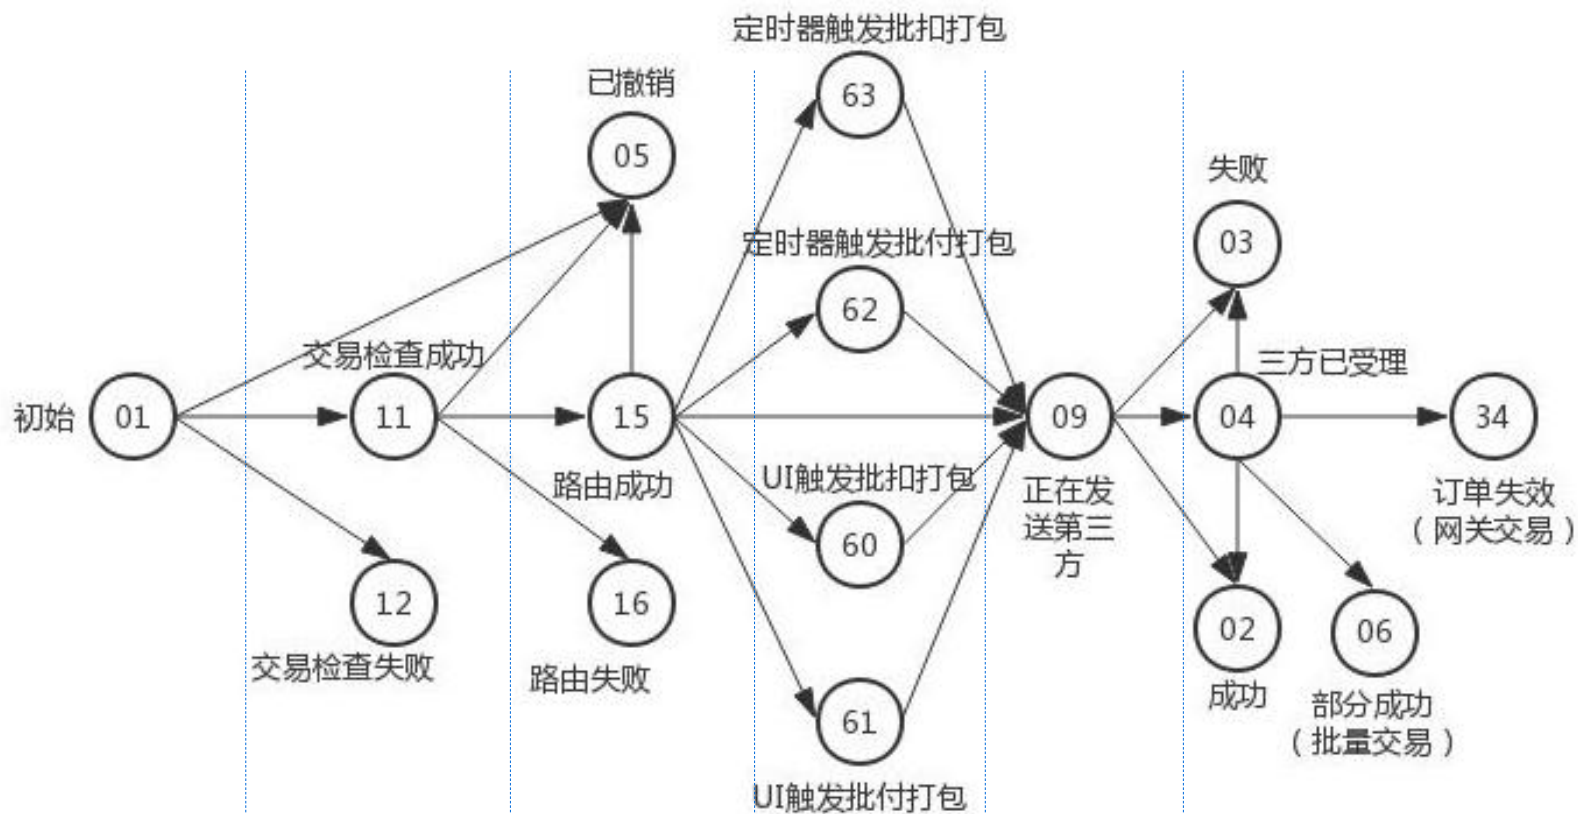 定时器触发批扣打包
63
已撤销
05
失败
03
定时器触发批付打包
62
交易检查成功
三方已受理
初始
01
11
15
09
04
34
路由成功
UI触发批扣打包
60
正在发
送第三
方
订单失效
（网关交易）
12
交易检查失败
16
路由失败
02
成功
06
部分成功
（批量交易）
61
UI触发批付打包